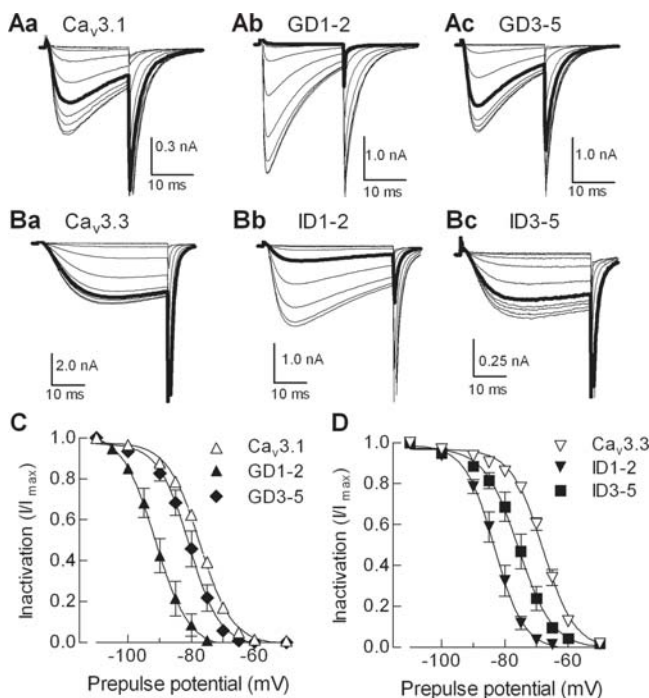 Aa Cav3.1
Ab GD1-2
Ac GD3-5
0.3 nA
10 ms
1.0 nA
10 ms
1.0 nA
10 ms
Ba Cav3.3
Bb ID1-2
Bc ID3-5
2.0 nA
10 ms
1.0 nA
10 ms
0.25 nA
10 ms
C
Inactivation (I/Imax)
1.0
0.8
0.6
0.4
0.2
0.0
Cav3.1
GD1-2
GD3-5
-100
-80
-60
Prepulse potential (mV)
D
Inactivation (I/Imax)
1.0
0.8
0.6
0.4
0.2
0.0
Cav3.3
ID1-2
ID3-5
-100
-80
-60
Prepulse potential (mV)